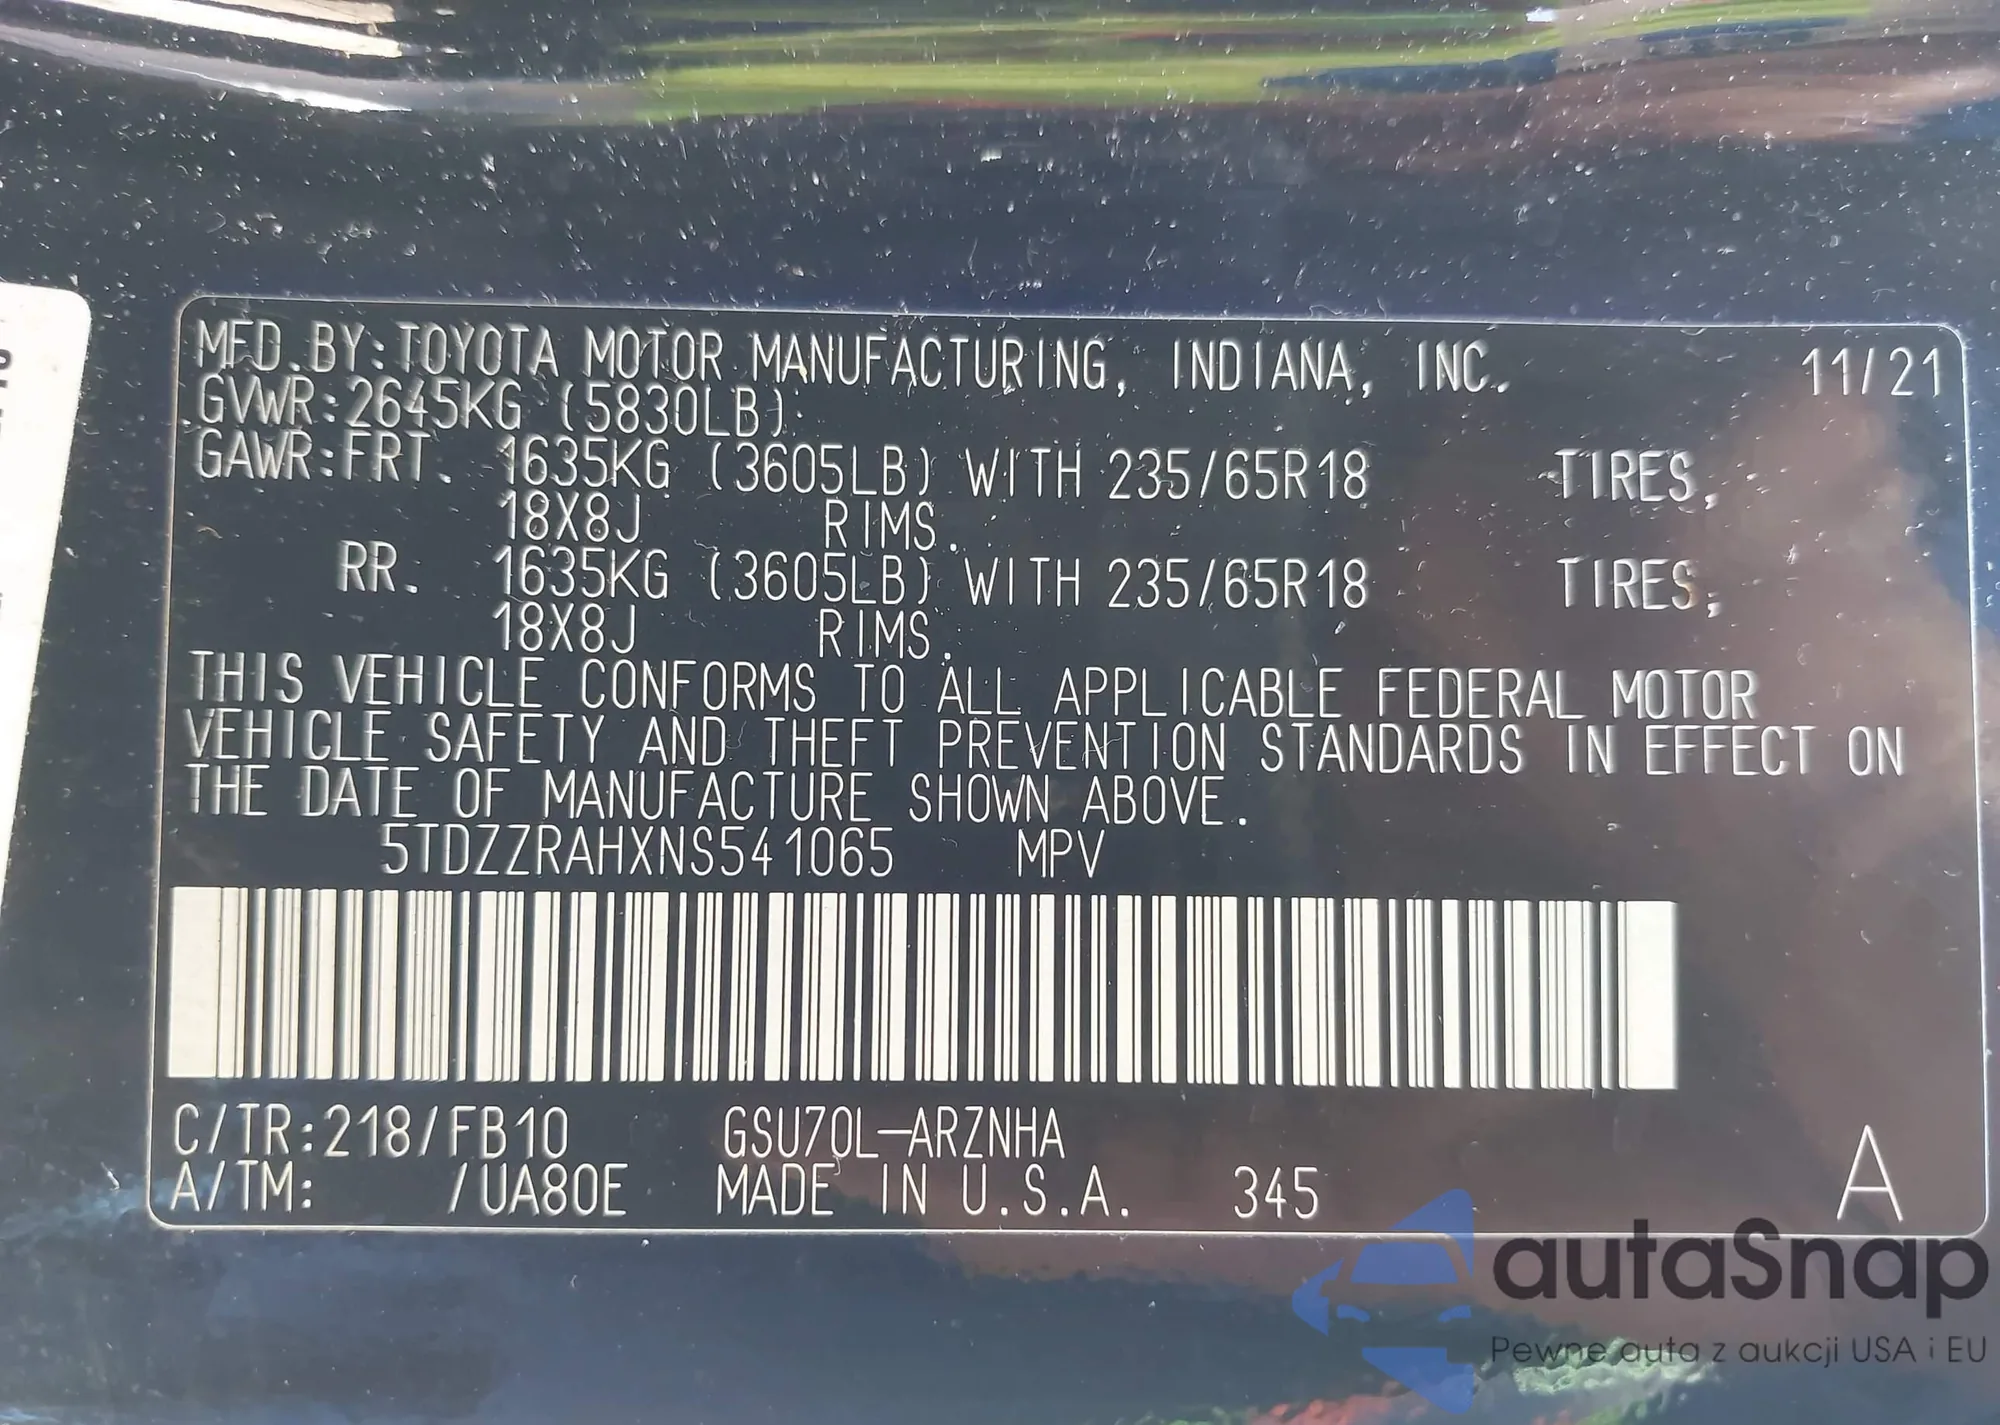 MFD.BY:TOYOTA MOTOR MANUFACTURING, INDIANA, INC. 11/21
GVWR:2645KG (5830LB)
GAWR:FRT. 1635KG (3605LB) WITH 235/65R18 TIRES,
18X8J RIMS.
RR. 1635KG (3605LB) WITH 235/65R18 TIRES,
18X8J RIMS.
THIS VEHICLE CONFORMS TO ALL APPLICABLE FEDERAL MOTOR
VEHICLE SAFETY AND THEFT PREVENTION STANDARDS IN EFFECT ON
THE DATE OF MANUFACTURE SHOWN ABOVE.
5TDZZRAHXNS541065 MPV
C/TR:218/FB10 GSU70L-ARZNHA
A/TM: /UA80E MADE IN U.S.A. 345 A
autaSnap
Pewne auta z aukcji USA i EU